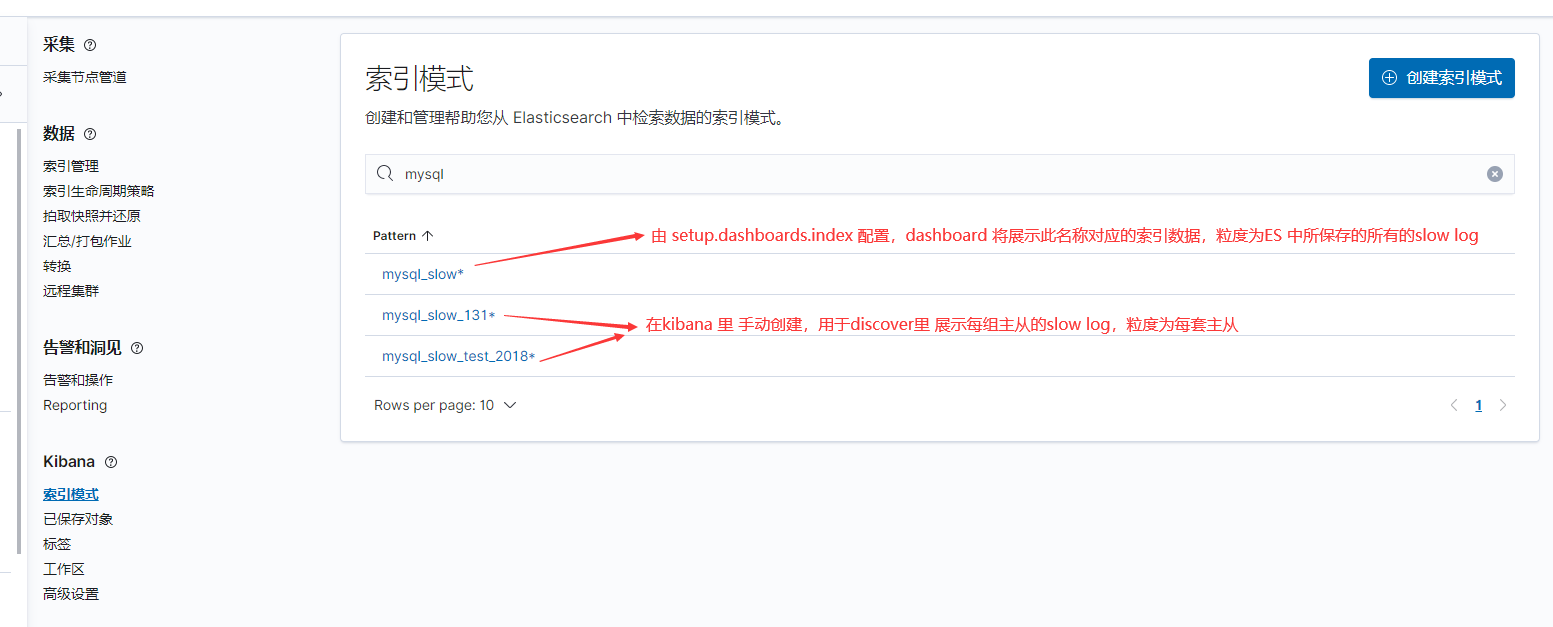 采集
采集节点管道
数据
索引管理
索引生命周期策略
拍取快照并还原
汇总/打包作业
转换
远程集群
告警和洞见
告警和操作
Reporting
Kibana
索引模式
已保存对象
标签
工作区
高级设置
索引模式
创建索引模式
创建和管理帮助您从 Elasticsearch 中检索数据的索引模式。
mysql
Pattern
由 setup.dashboards.index 配置，dashboard 将展示此名称对应的索引数据，粒度为ES 中所保存的所有的slow log
mysql_slow*
mysql_slow_131*
在kibana 里 手动创建，用于discover里 展示每组主从的slow log，粒度为每套主从
mysql_slow_test_2018*
Rows per page: 10
1